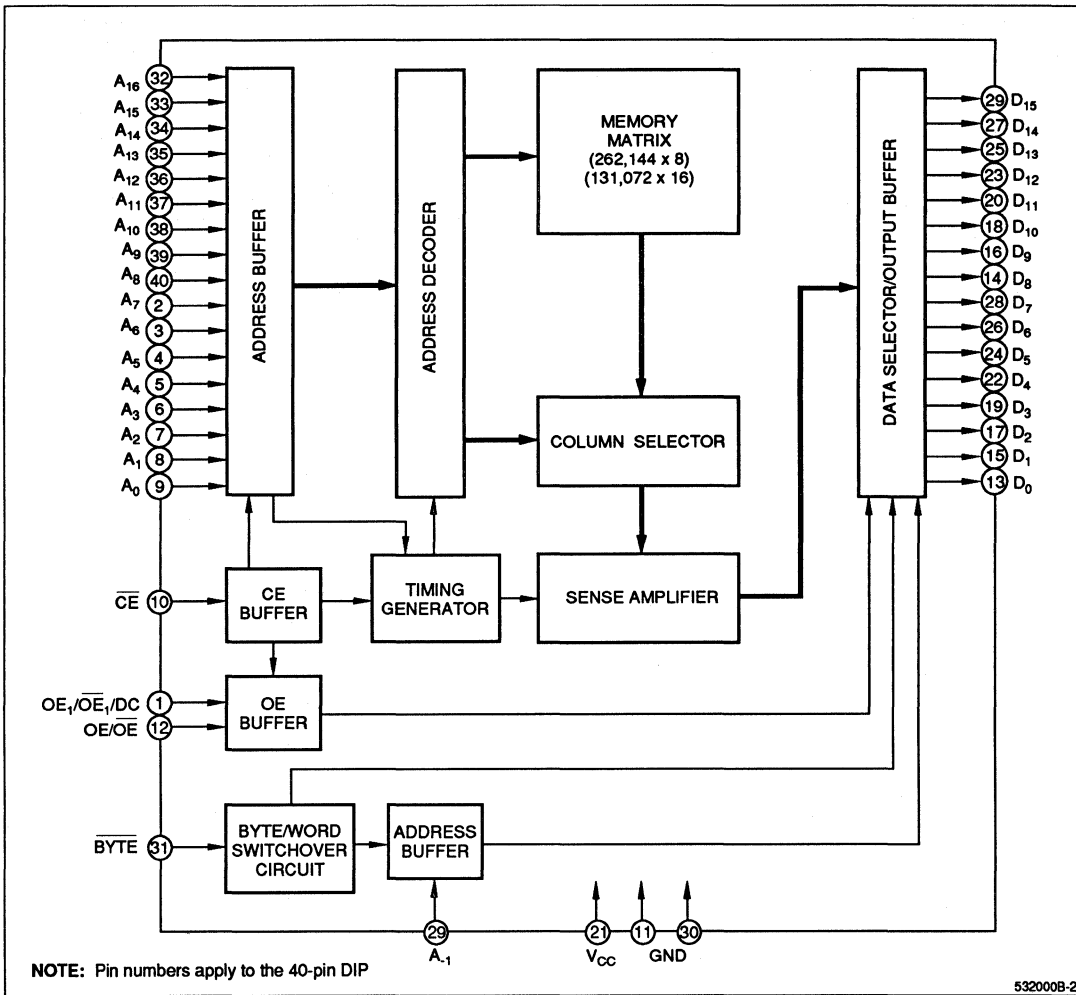 A16 32
A15 33
A14 34
A13 35
A12 36
A11 37
A10 38
A9 39
A8 40
A7 2
A6 3
A5 4
A4 5
A3 6
A2 7
A1 8
A0 9
ADDRESS BUFFER
ADDRESS DECODER
MEMORY
MATRIX
(262,144 x 8)
(131,072 x 16)
COLUMN SELECTOR
SENSE AMPLIFIER
DATA SELECTOR/OUTPUT BUFFER
29 D15
27 D14
25 D13
23 D12
20 D11
18 D10
16 D9
14 D8
28 D7
26 D6
24 D5
22 D4
19 D3
17 D2
15 D1
13 D0
C̅E̅ 10
CE
BUFFER
TIMING
GENERATOR
OE1/O̅E̅1/DC 1
OE/O̅E̅ 12
OE
BUFFER
B̅Y̅T̅E̅ 31
BYTE/WORD
SWITCHOVER
CIRCUIT
ADDRESS
BUFFER
29 21 11 30
A-1 VCC GND
NOTE: Pin numbers apply to the 40-pin DIP
532000B-2